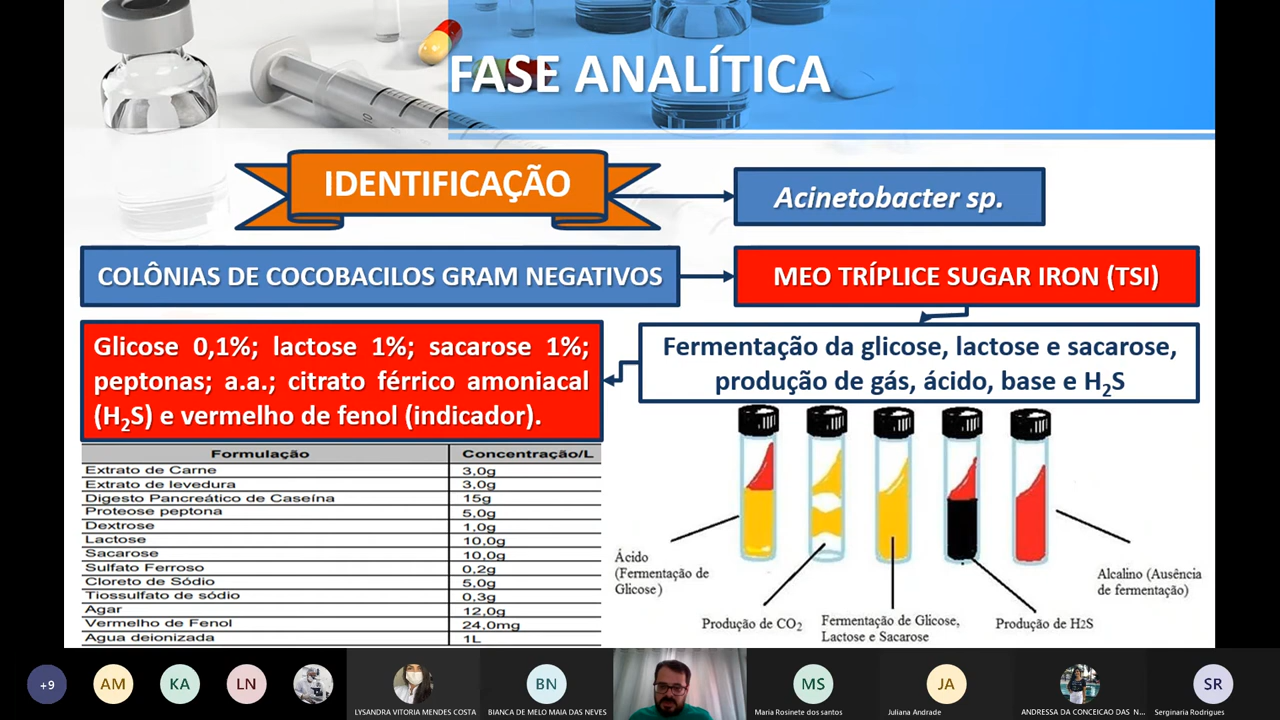 FASE ANALÍTICA
IDENTIFICAÇÃO
Acinetobacter sp.
COLÔNIAS DE COCOBACILOS GRAM NEGATIVOS
MEO TRÍPLICE SUGAR IRON (TSI)
Glicose 0,1%; lactose 1%; sacarose 1%;
peptonas; a.a.; citrato férrico amoniacal
(H₂S) e vermelho de fenol (indicador).
Fermentação da glicose, lactose e sacarose,
produção de gás, ácido, base e H₂S
Formulação Concentração/L
Extrato de Carne 3,0g
Extrato de levedura 3,0g
Digesto Pancreático de Caseína 15g
Proteose peptona 5,0g
Dextrose 1,0g
Lactose 10,0g
Sacarose 10,0g
Sulfato Ferroso 0,2g
Cloreto de Sódio 5,0g
Tiossulfato de sódio 0,3g
Agar 12,0g
Vermelho de Fenol 24,0mg
Agua deionizada 1L
Ácido
(Fermentação de
Glicose)
Produção de CO₂
Fermentação de Glicose,
Lactose e Sacarose
Produção de H2S
Alcalino (Ausência
de fermentação)
+9
AM
KA
LN
LYSANDRA VITORIA MENDES COSTA
BN
BIANCA DE MELO MAIA DAS NEVES
MS
Maria Rosinete dos santos
JA
Juliana Andrade
ANDRESSA DA CONCEICAO DAS N...
SR
Serginaria Rodrigues